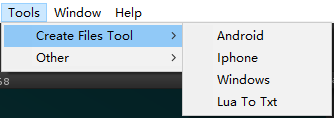 Tools Window Help
Create Files Tool > Android
Other > Iphone
Windows
Lua To Txt